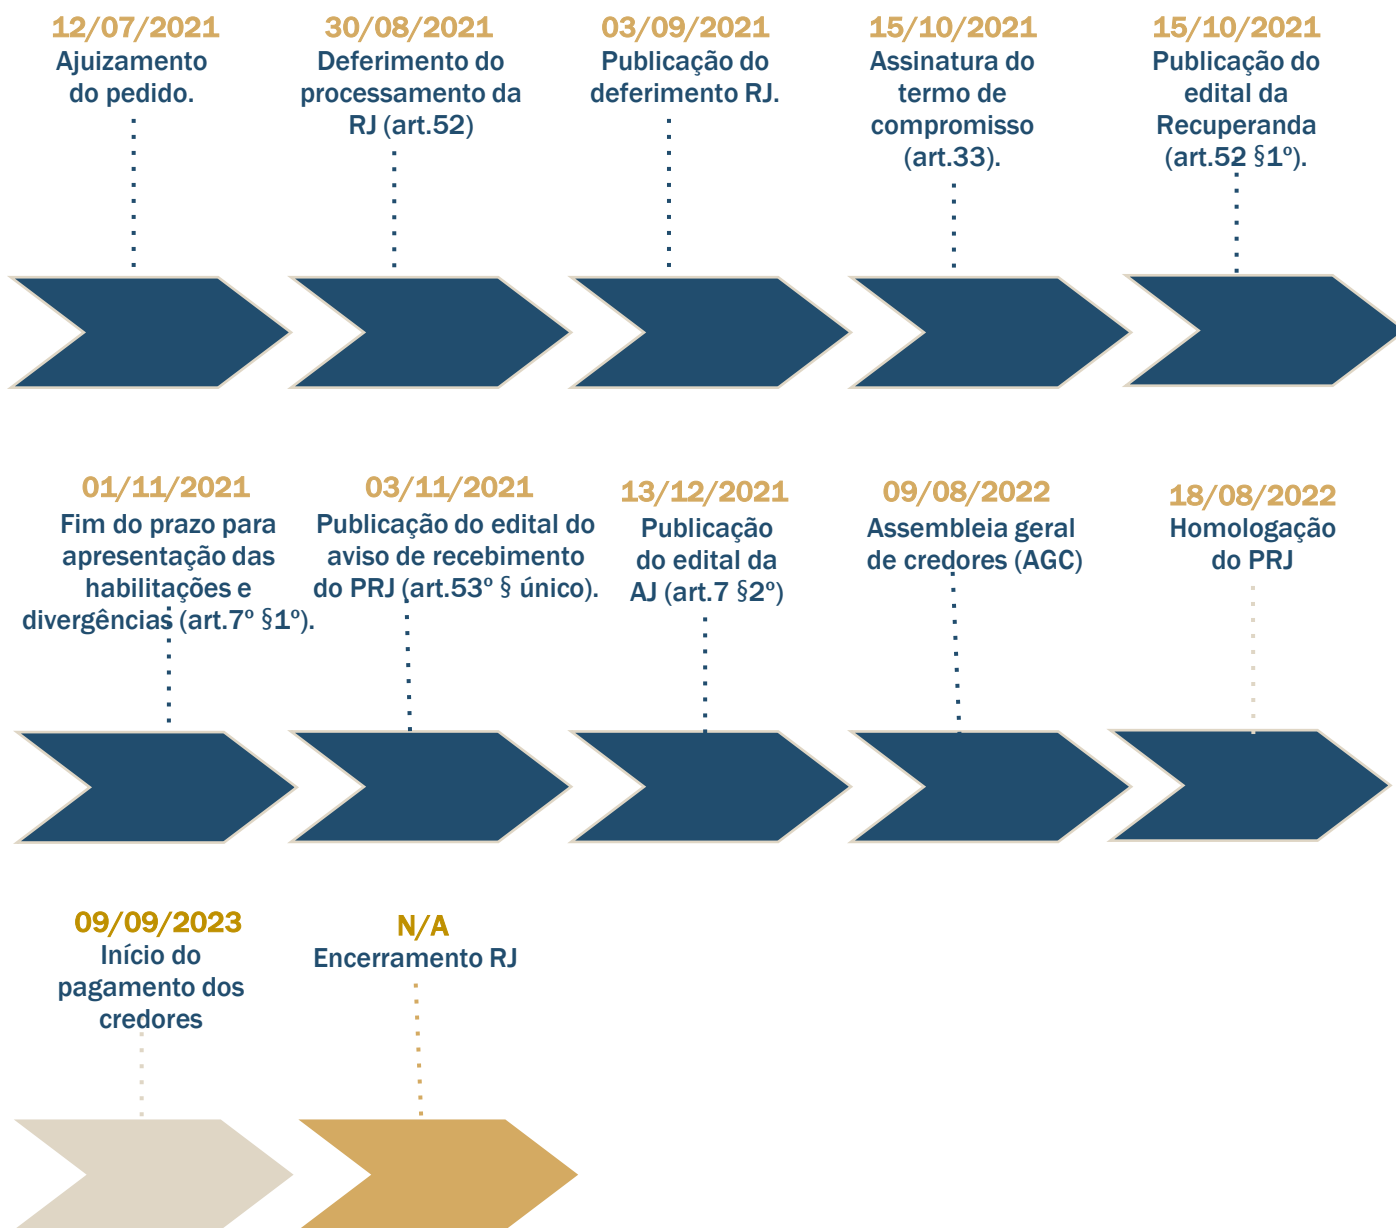 12/07/2021
Ajuizamento
do pedido.
30/08/2021
Deferimento do
processamento da
RJ (art.52)
03/09/2021
Publicação do
deferimento RJ.
15/10/2021
Assinatura do
termo de
compromisso
(art.33).
15/10/2021
Publicação do
edital da
Recuperanda
(art.52 §1º).
01/11/2021
Fim do prazo para
apresentação das
habilitações e
divergências (art.7º §1º).
03/11/2021
Publicação do edital do
aviso de recebimento
do PRJ (art.53º § único).
13/12/2021
Publicação
do edital da
AJ (art.7 §2º)
09/08/2022
Assembleia geral
de credores (AGC)
18/08/2022
Homologação
do PRJ
09/09/2023
Início do
pagamento dos
credores
N/A
Encerramento RJ